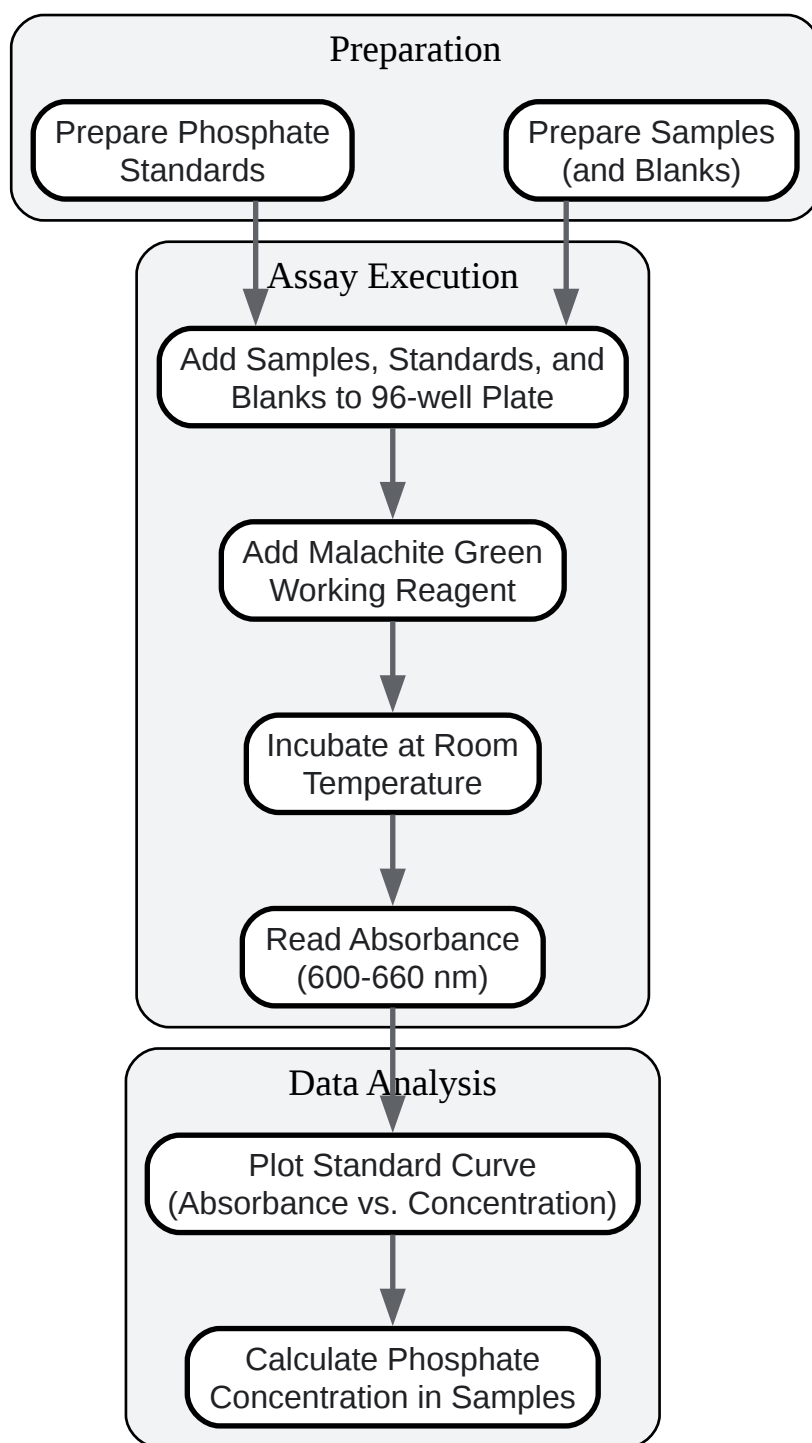 Preparation
Prepare Phosphate
Standards
Prepare Samples
(and Blanks)
Assay Execution
Add Samples, Standards, and
Blanks to 96-well Plate
Add Malachite Green
Working Reagent
Incubate at Room
Temperature
Read Absorbance
(600-660 nm)
Data Analysis
Plot Standard Curve
(Absorbance vs. Concentration)
Calculate Phosphate
Concentration in Samples